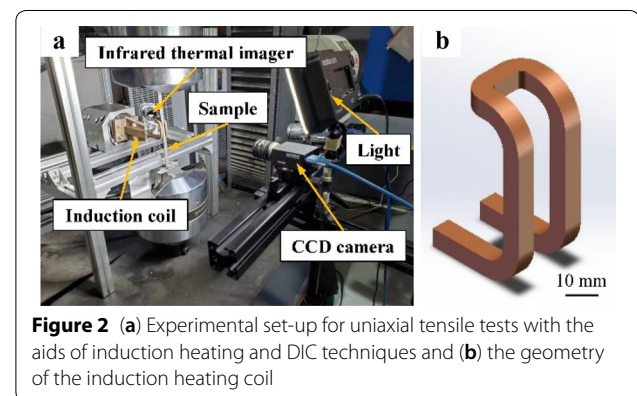 a
Infrared thermal imager
Sample
Light
Induction coil
CCD camera
b
10 mm
Figure 2 (a) Experimental set-up for uniaxial tensile tests with the
aids of induction heating and DIC techniques and (b) the geometry
of the induction heating coil